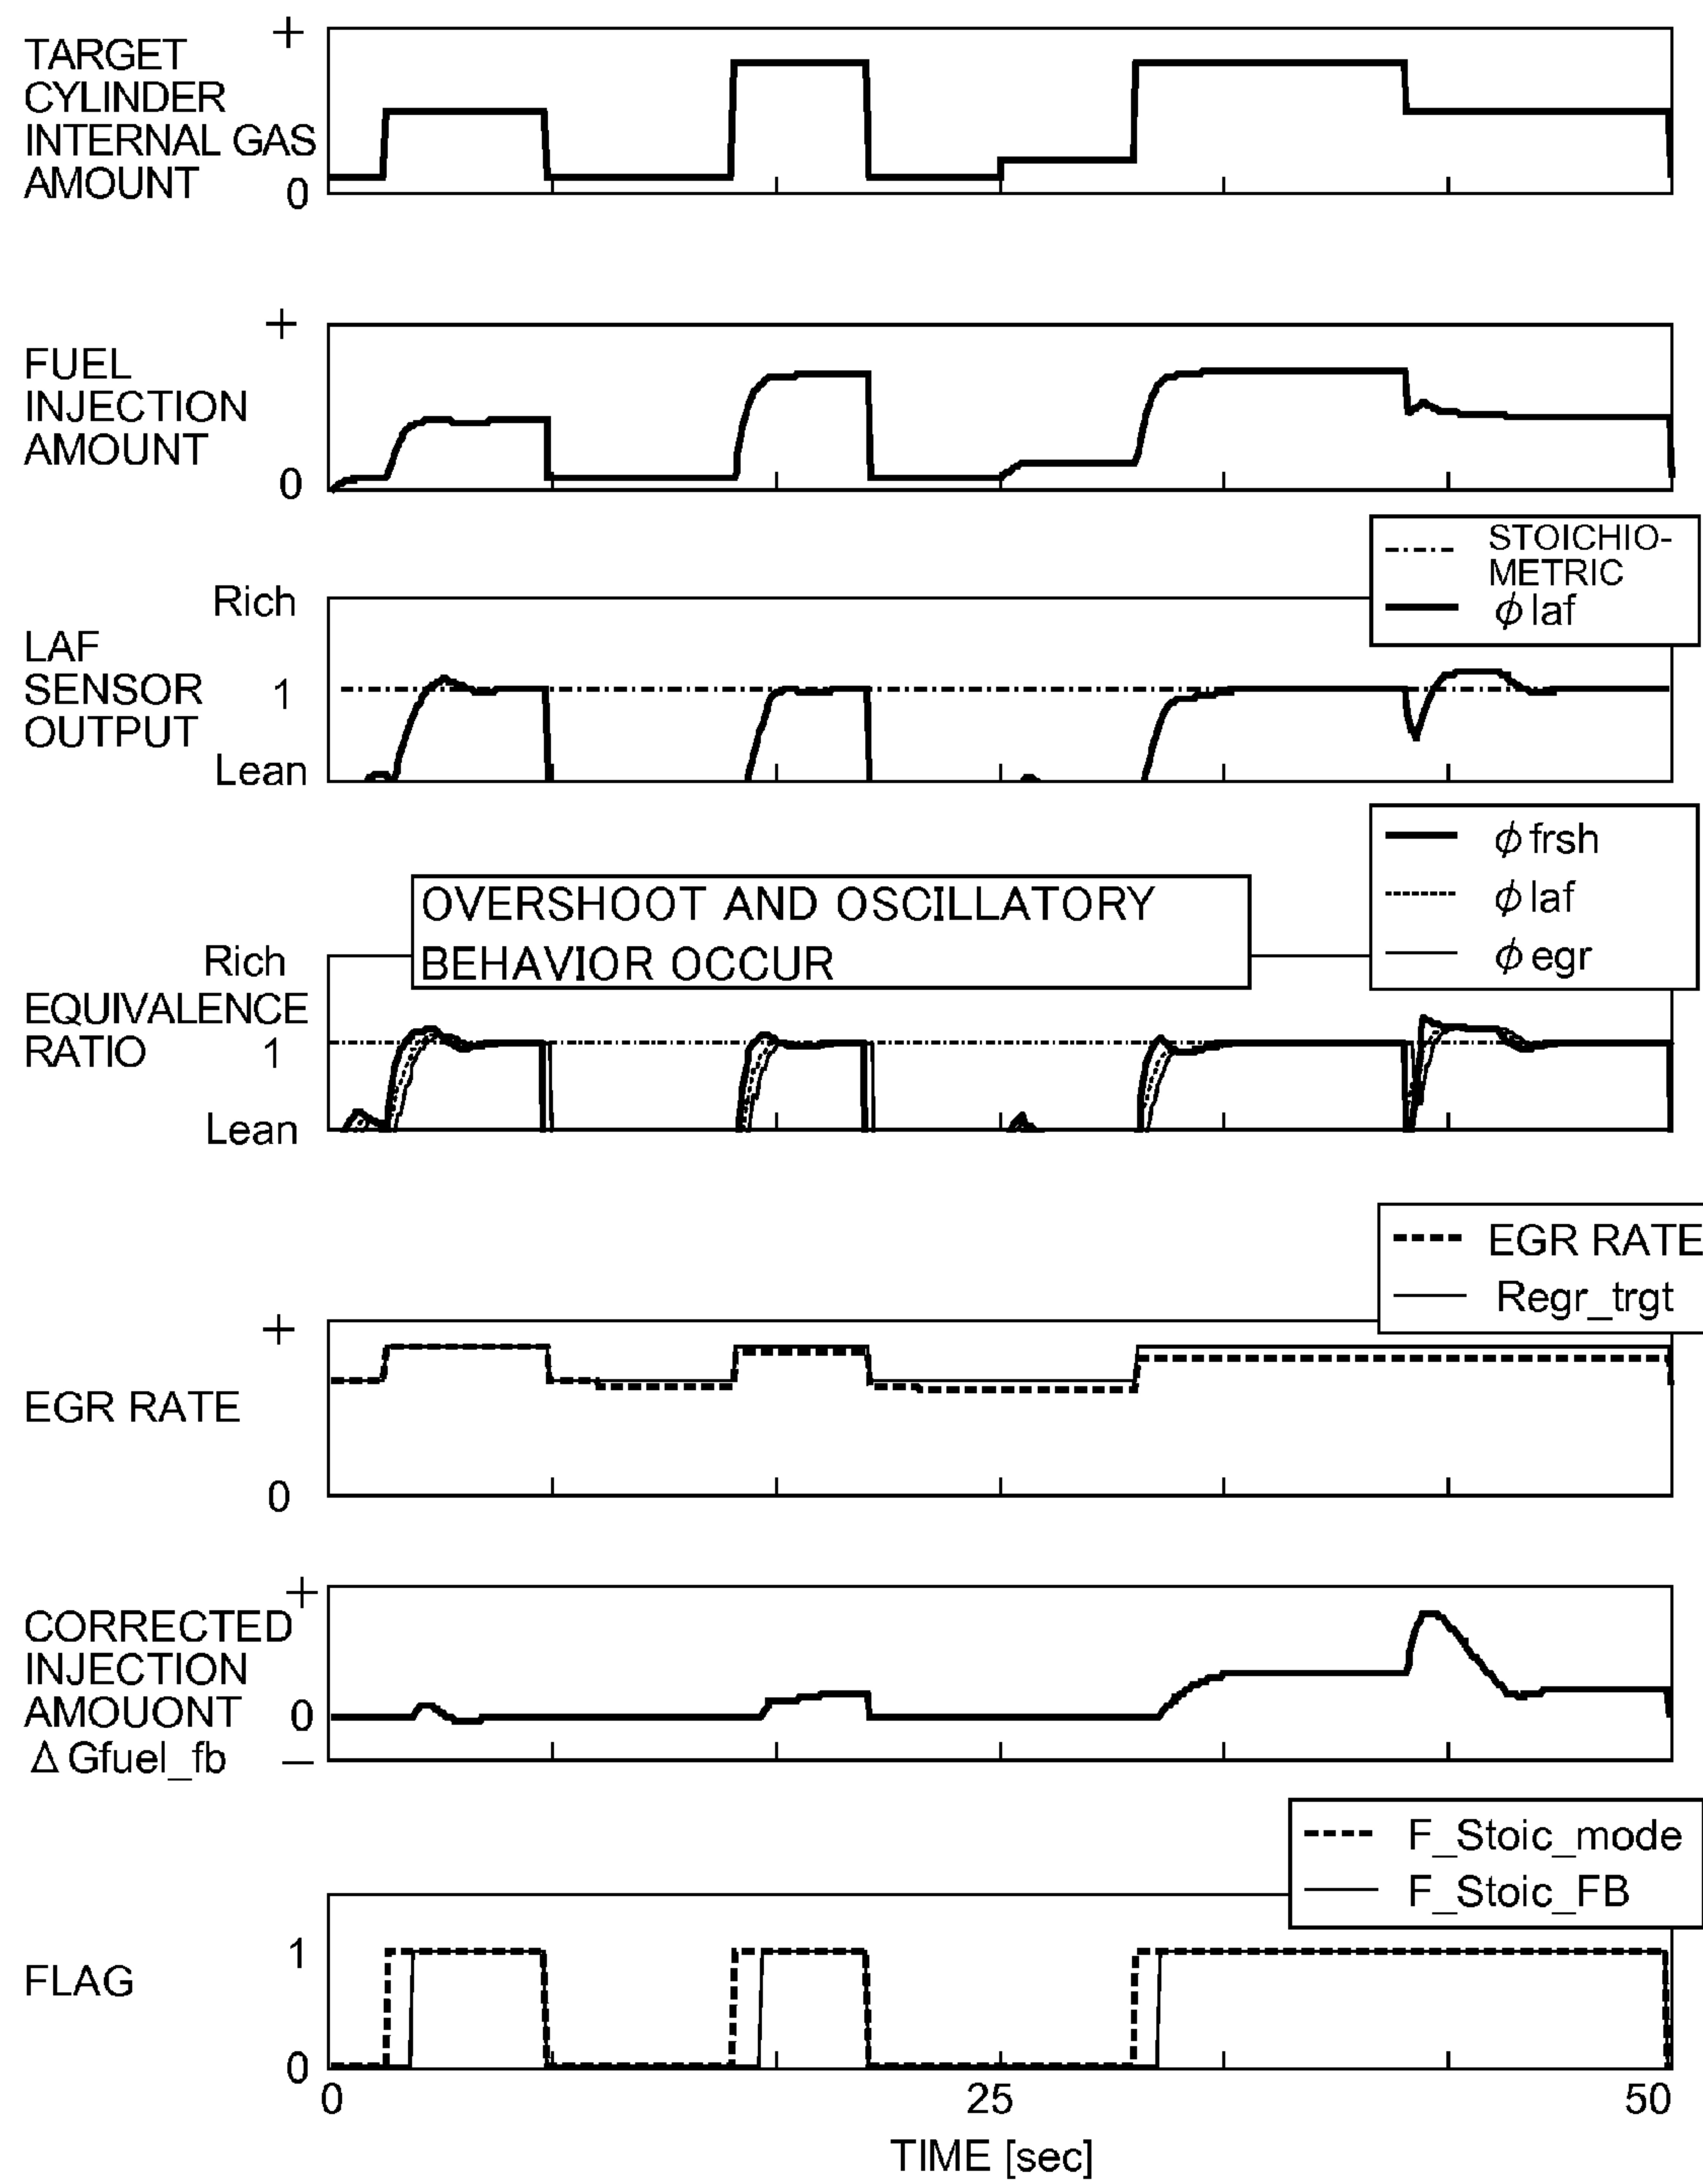 +
TARGET
CYLINDER
INTERNAL GAS
AMOUNT
0
+
FUEL
INJECTION
AMOUNT
0
STOICHIO-
METRIC
ϕ laf
Rich
LAF
SENSOR
OUTPUT
1
Lean
ϕ frsh
ϕ laf
ϕ egr
OVERSHOOT AND OSCILLATORY
BEHAVIOR OCCUR
Rich
EQUIVALENCE
RATIO
1
Lean
EGR RATE
Regr_trgt
+
EGR RATE
0
+
CORRECTED
INJECTION
AMOUONT
0
Δ Gfuel_fb
−
F_Stoic_mode
F_Stoic_FB
1
FLAG
0
0 25 50
TIME [sec]